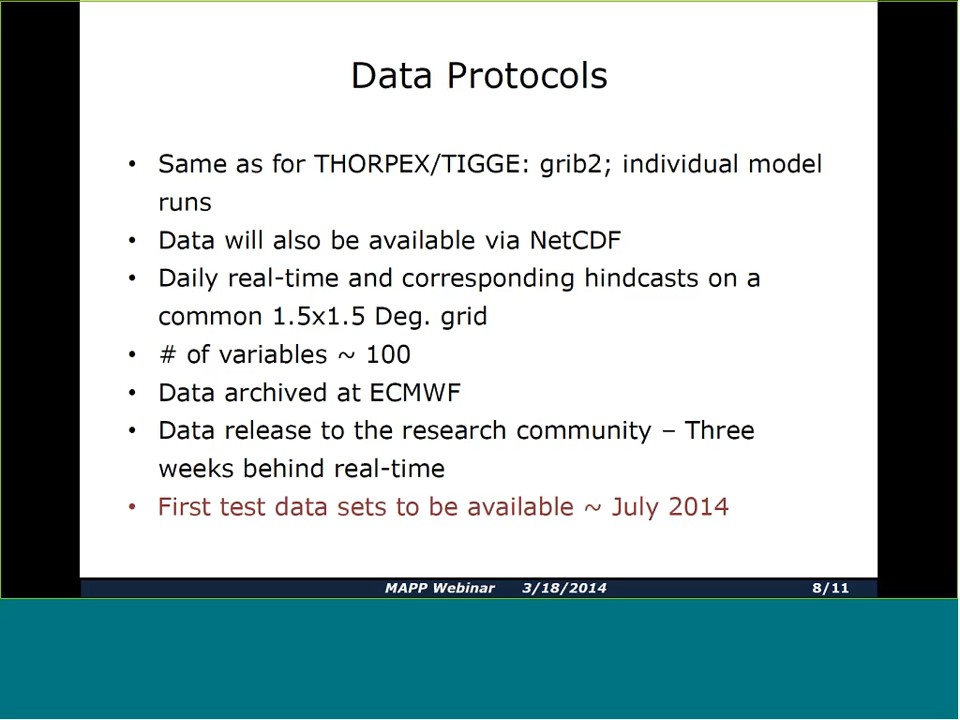 Data Protocols
• Same as for THORPEX/TIGGE: grib2; individual model
runs
• Data will also be available via NetCDF
• Daily real-time and corresponding hindcasts on a
common 1.5x1.5 Deg. grid
• # of variables ~ 100
• Data archived at ECMWF
• Data release to the research community – Three
weeks behind real-time
• First test data sets to be available ~ July 2014
MAPP Webinar 3/18/2014 8/11